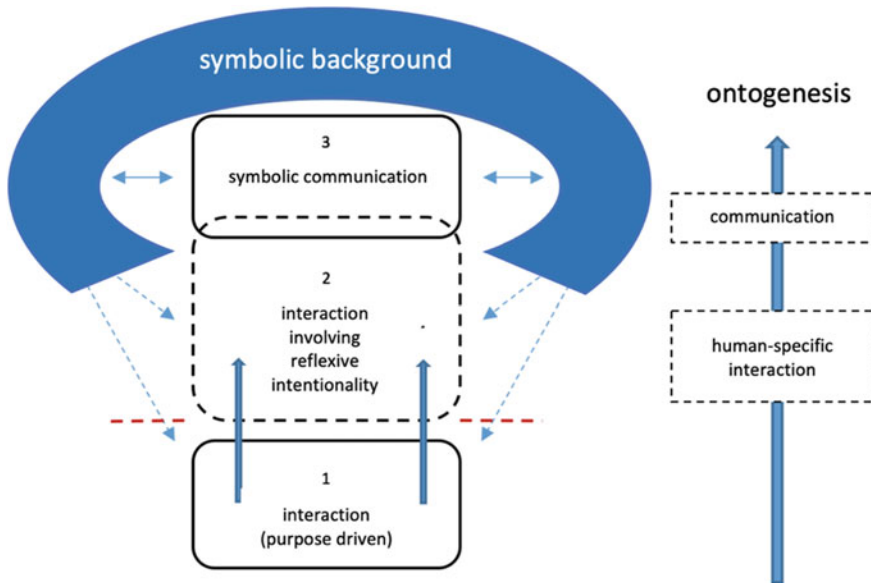 symbolic background
3
symbolic communication
2
interaction
involving
reflexive
intentionality
1
interaction
(purpose driven)
ontogenesis
communication
human-specific
interaction